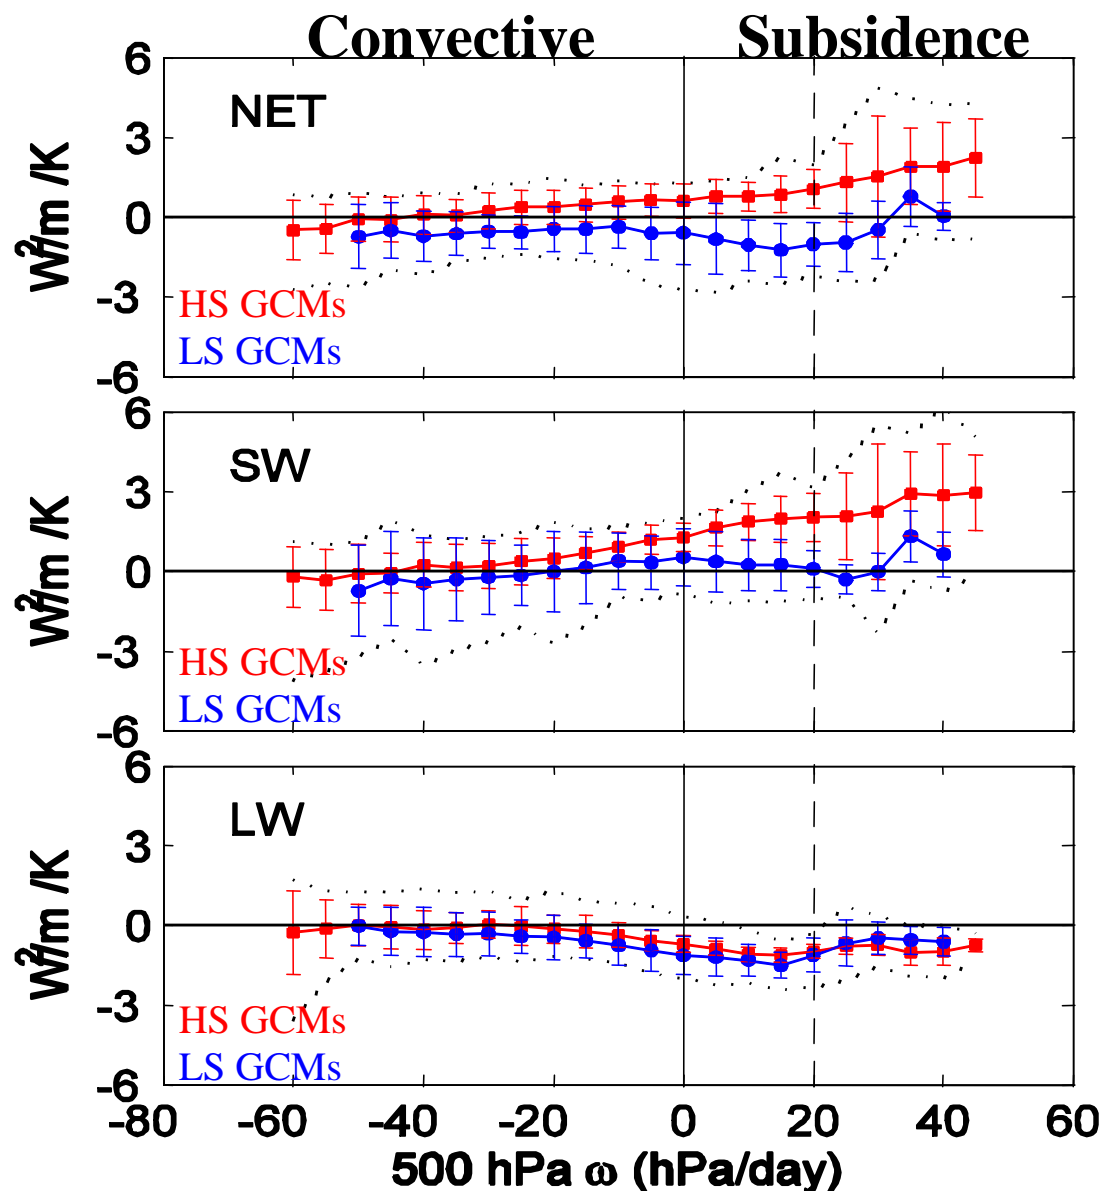 Convective Subsidence
6
NET
3
0
-3
HS GCMs
LS GCMs
-6
W/m² /K
6
SW
3
0
-3
HS GCMs
LS GCMs
-6
W/m² /K
6
LW
3
0
-3
HS GCMs
LS GCMs
-6
W/m² /K
-80 -60 -40 -20 0 20 40 60
500 hPa ω (hPa/day)